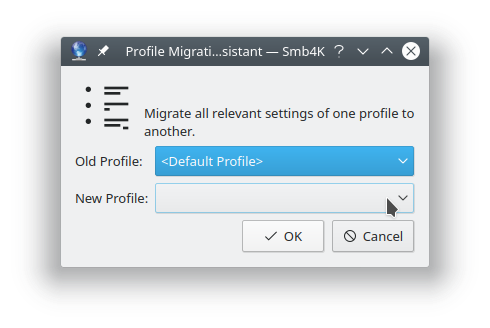 Profile Migrati...sistant — Smb4K
Migrate all relevant settings of one profile to
another.
Old Profile: <Default Profile>
New Profile:
OK Cancel